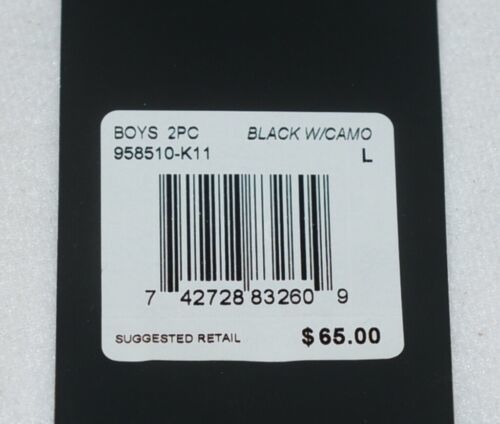 BOYS 2PC BLACK W/CAMO
958510-K11 L
7 42728 83260 9
SUGGESTED RETAIL $65.00